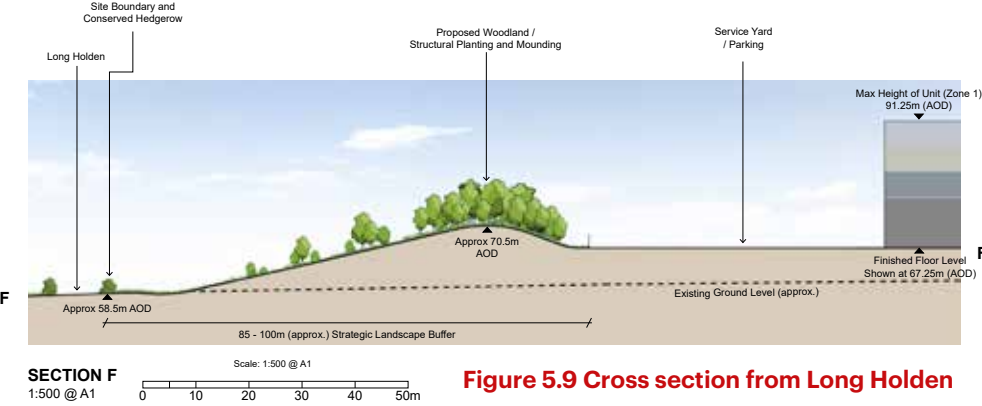 Site Boundary and
Conserved Hedgerow
Long Holden
Proposed Woodland /
Structural Planting and Mounding
Service Yard
/ Parking
Max Height of Unit (Zone 1)
91.25m (AOD)
Approx 70.5m
AOD
Finished Floor Level
Shown at 67.25m (AOD)
F
F
Approx 58.5m AOD
Existing Ground Level (approx.)
85 - 100m (approx.) Strategic Landscape Buffer
SECTION F
1:500 @ A1
Scale: 1:500 @ A1
0 10 20 30 40 50m
Figure 5.9 Cross section from Long Holden